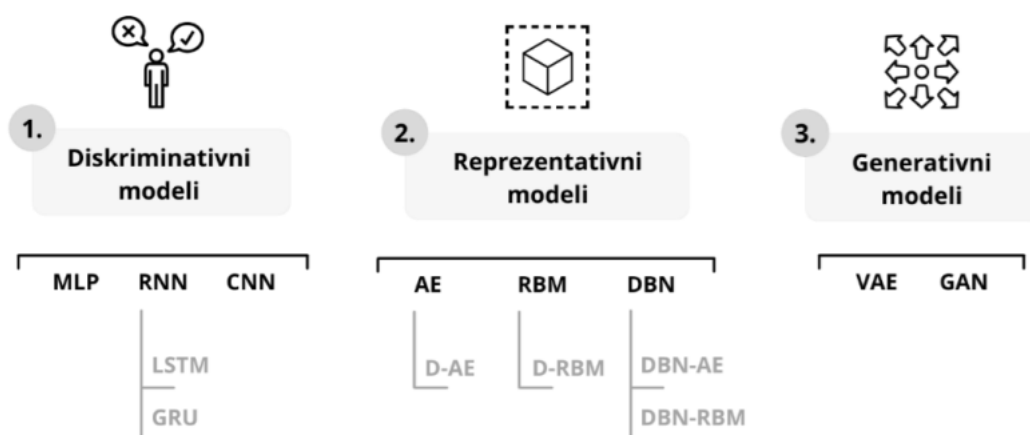 1.
Diskriminativni
modeli
MLP RNN CNN
LSTM
GRU
2.
Reprezentativni
modeli
AE RBM DBN
D-AE D-RBM DBN-AE
DBN-RBM
3.
Generativni
modeli
VAE GAN